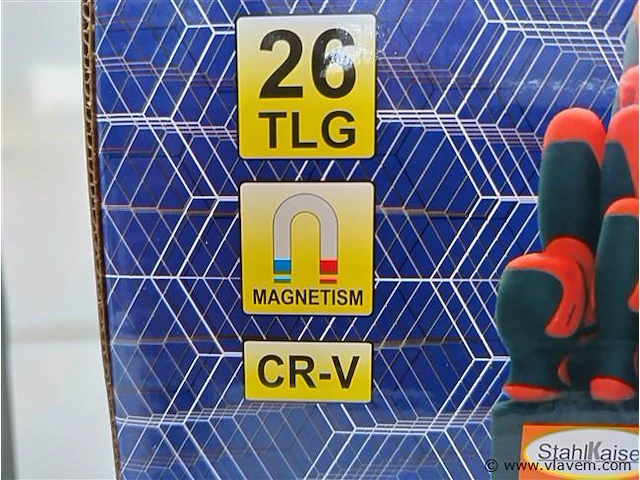 26
TLG
MAGNETISM
CR-V
StahlKaise
© www.vlavem.com